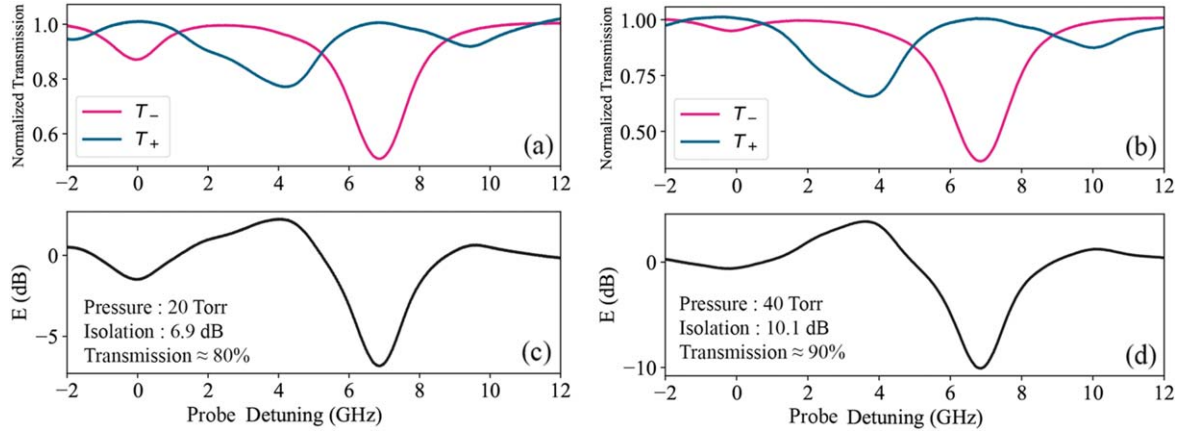 Normalized Transmission
1.0
0.8
0.6
T−
T+
(a)
−2 0 2 4 6 8 10 12
Normalized Transmission
1.00
0.75
0.50
T−
T+
(b)
−2 0 2 4 6 8 10 12
E (dB)
0
−5
Pressure : 20 Torr
Isolation : 6.9 dB
Transmission ≈ 80%
(c)
−2 0 2 4 6 8 10 12
Probe Detuning (GHz)
E (dB)
0
−10
Pressure : 40 Torr
Isolation : 10.1 dB
Transmission ≈ 90%
(d)
−2 0 2 4 6 8 10 12
Probe Detuning (GHz)